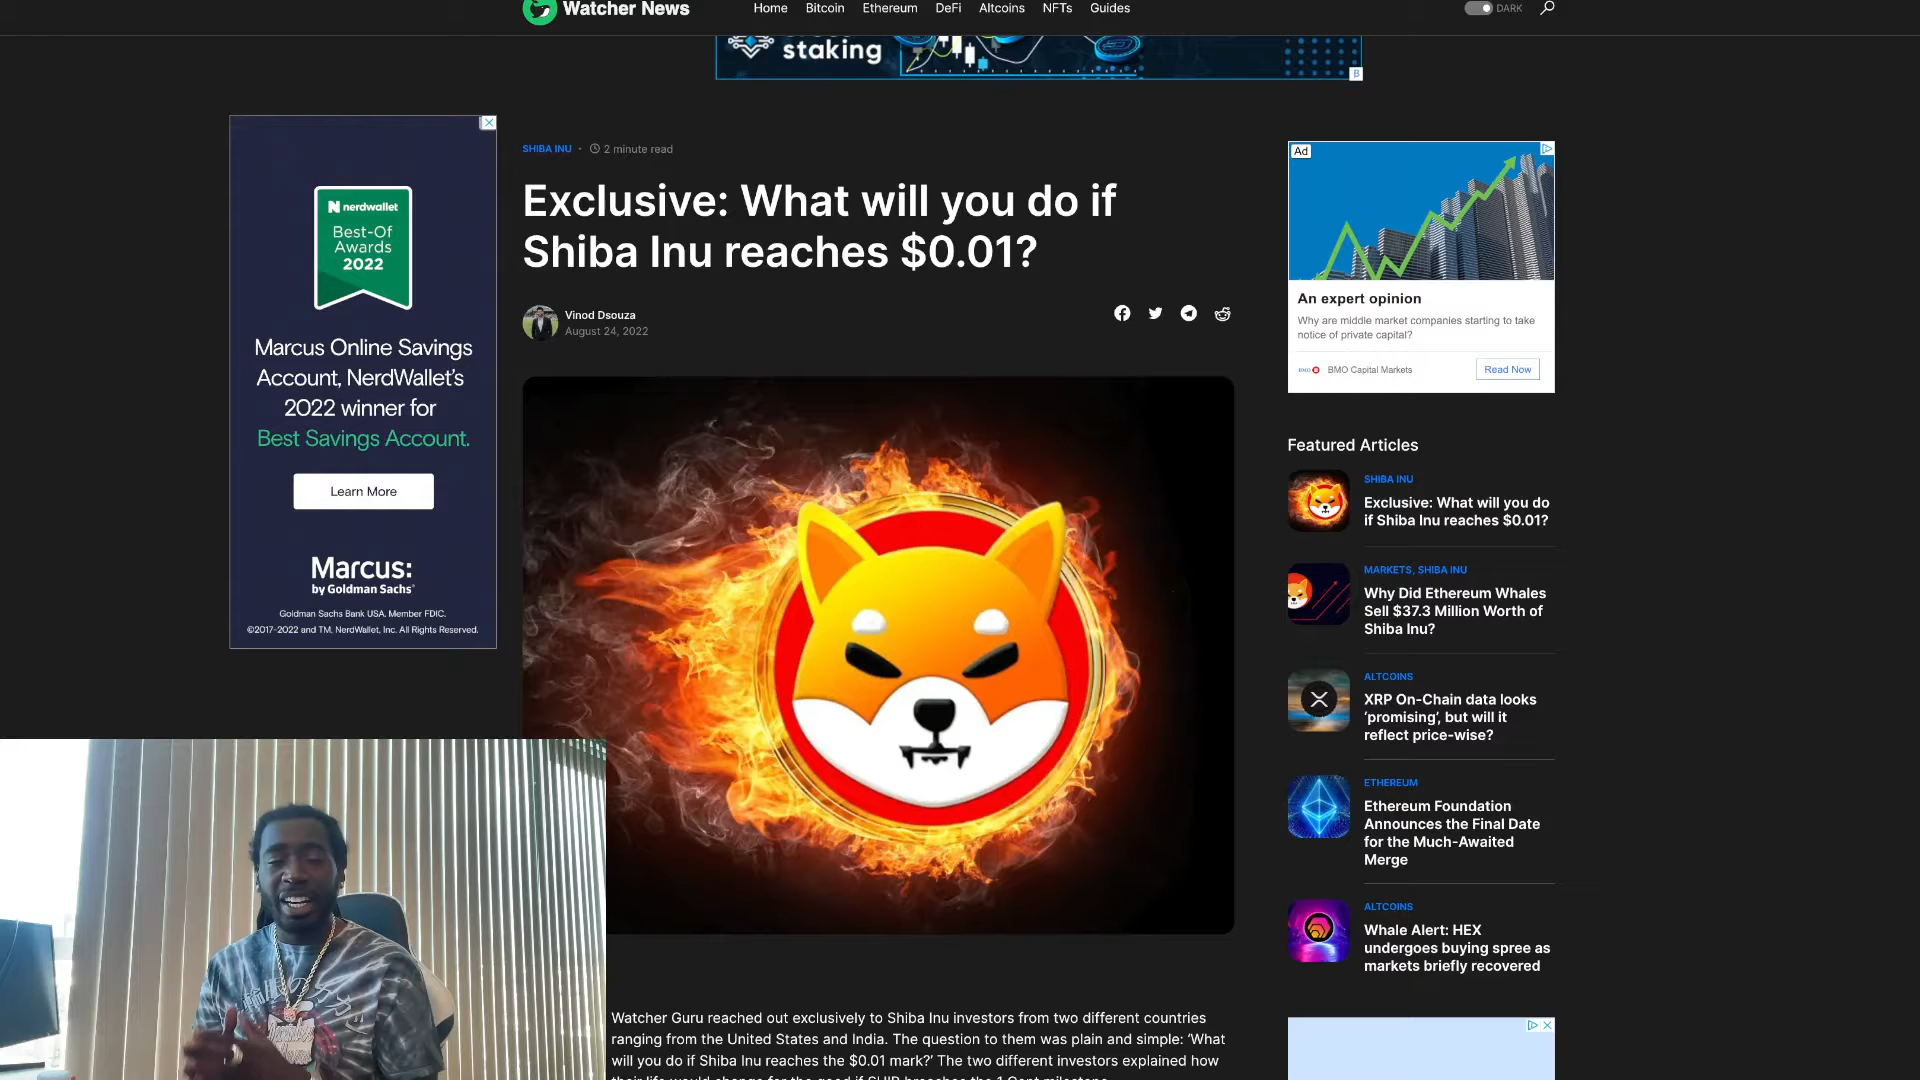 Watcher News
Home Bitcoin Ethereum DeFi Altcoins NFTs Guides
DARK
staking
nerdwallet
Best-Of
Awards
2022
Marcus Online Savings
Account, NerdWallet's
2022 winner for
Best Savings Account.
Learn More
Marcus:
by Goldman Sachs
Goldman Sachs Bank USA. Member FDIC.
©2017-2022 and TM, NerdWallet, Inc. All Rights Reserved.
SHIBA INU · 2 minute read
Exclusive: What will you do if
Shiba Inu reaches $0.01?
Vinod Dsouza
August 24, 2022
Watcher Guru reached out exclusively to Shiba Inu investors from two different countries
ranging from the United States and India. The question to them was plain and simple: 'What
will you do if Shiba Inu reaches the $0.01 mark?' The two different investors explained how
Ad
An expert opinion
Why are middle market companies starting to take
notice of private capital?
BMO Capital Markets
Read Now
Featured Articles
SHIBA INU
Exclusive: What will you do
if Shiba Inu reaches $0.01?
MARKETS, SHIBA INU
Why Did Ethereum Whales
Sell $37.3 Million Worth of
Shiba Inu?
ALTCOINS
XRP On-Chain data looks
'promising', but will it
reflect price-wise?
ETHEREUM
Ethereum Foundation
Announces the Final Date
for the Much-Awaited
Merge
ALTCOINS
Whale Alert: HEX
undergoes buying spree as
markets briefly recovered